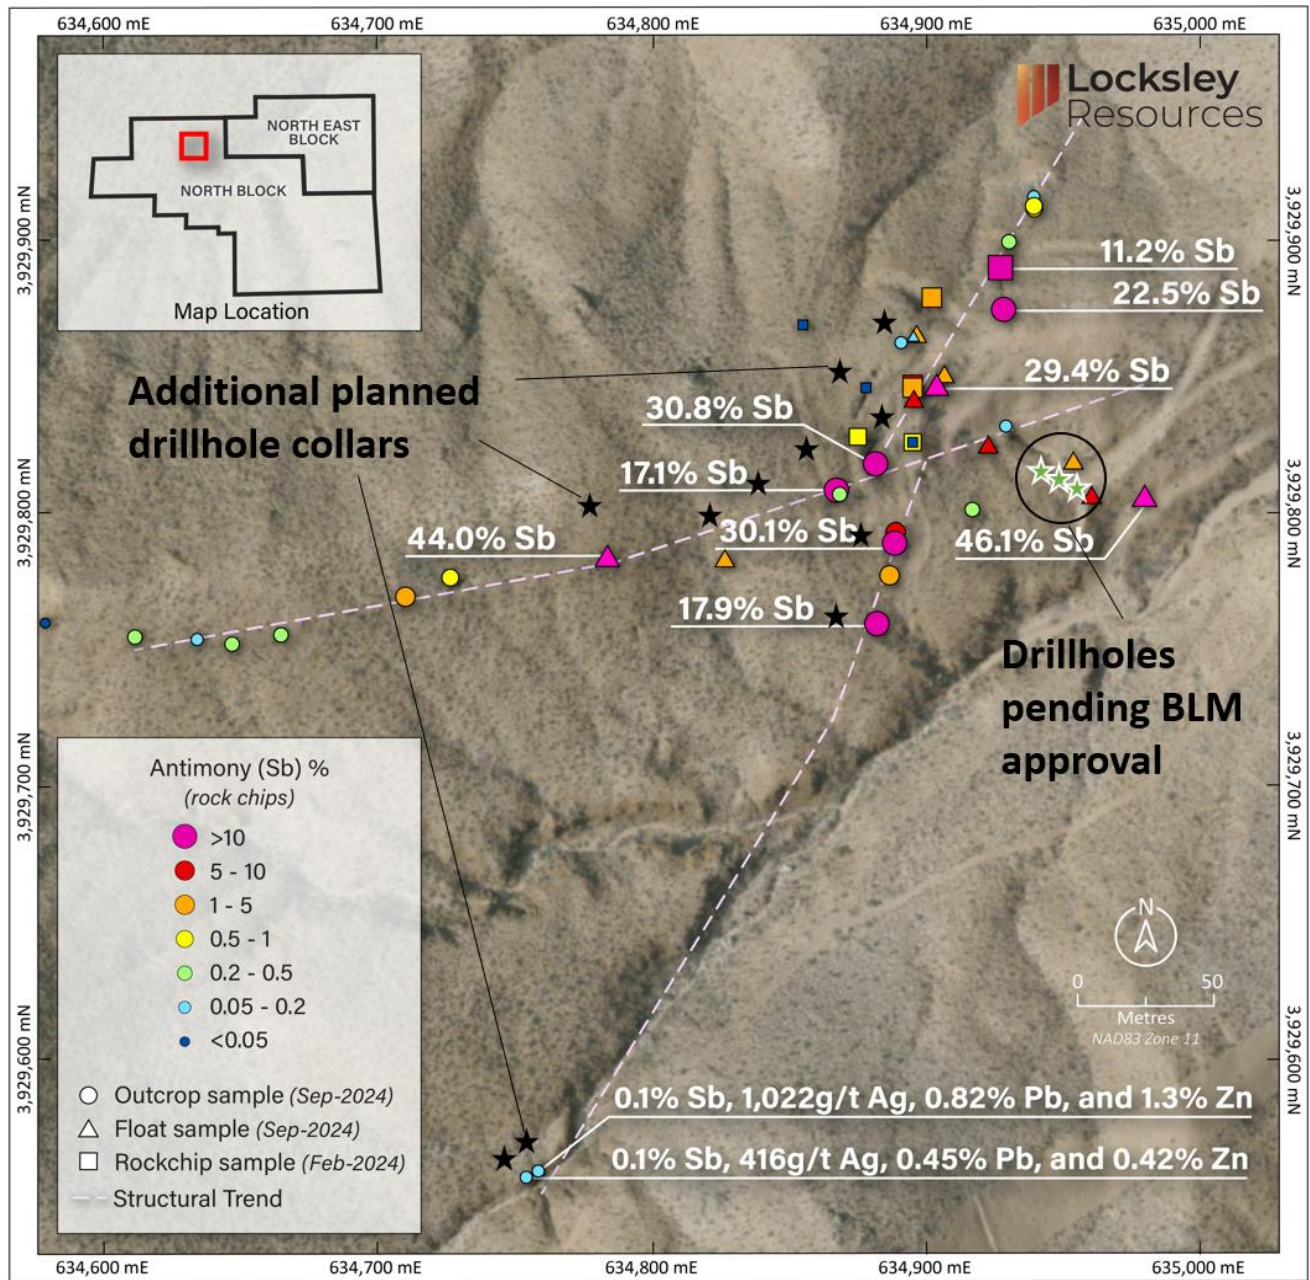 634,600 mE
634,700 mE
634,800 mE
634,900 mE
635,000 mE
Locksley
Resources
NORTH EAST
BLOCK
NORTH BLOCK
Map Location
3,929,900 mN
3,929,900 mN
11.2% Sb
22.5% Sb
Additional planned
drillhole collars
29.4% Sb
30.8% Sb
17.1% Sb
3,929,800 mN
3,929,800 mN
44.0% Sb
30.1% Sb
46.1% Sb
17.9% Sb
Drillholes
pending BLM
approval
3,929,700 mN
3,929,700 mN
Antimony (Sb) %
(rock chips)
>10
5 - 10
1 - 5
0.5 - 1
0.2 - 0.5
0.05 - 0.2
<0.05
Outcrop sample (Sep-2024)
Float sample (Sep-2024)
Rockchip sample (Feb-2024)
Structural Trend
N
0 50
Metres
NAD83 Zone 11
3,929,600 mN
3,929,600 mN
0.1% Sb, 1,022g/t Ag, 0.82% Pb, and 1.3% Zn
0.1% Sb, 416g/t Ag, 0.45% Pb, and 0.42% Zn
634,600 mE
634,700 mE
634,800 mE
634,900 mE
635,000 mE